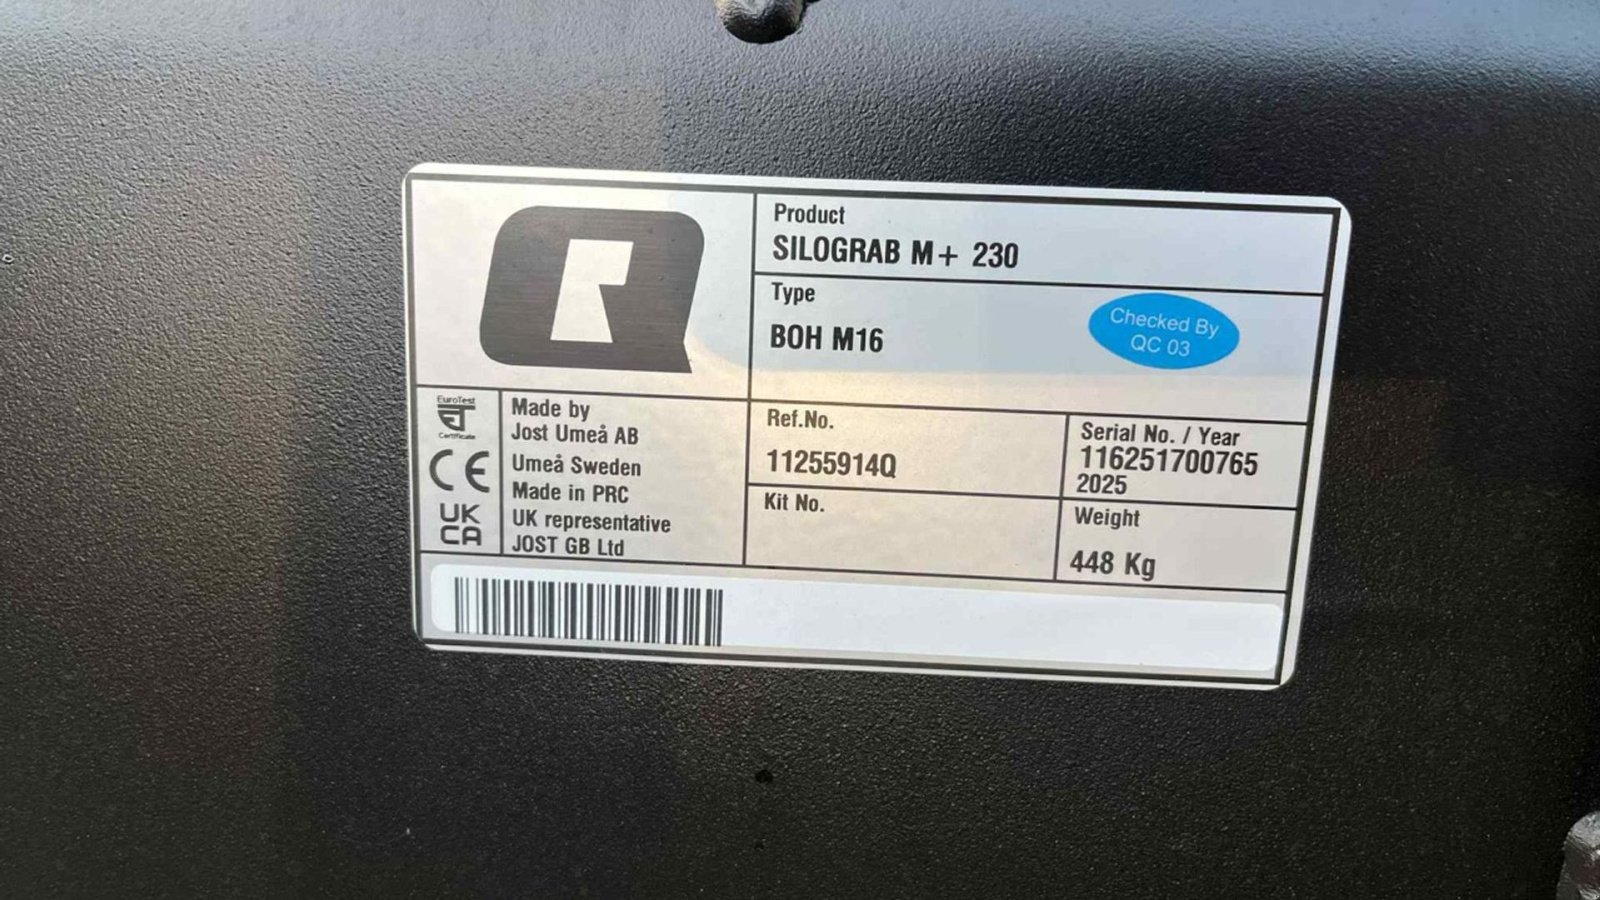 Product
SILOGRAB M+ 230
Type
BOH M16
Checked By
QC 03
EuroTest
ET
Certificate
CE
UK
CA
Made by
Jost Umeå AB
Umeå Sweden
Made in PRC
UK representative
JOST GB Ltd
Ref.No.
11255914Q
Serial No. / Year
116251700765
2025
Kit No.
Weight
448 Kg